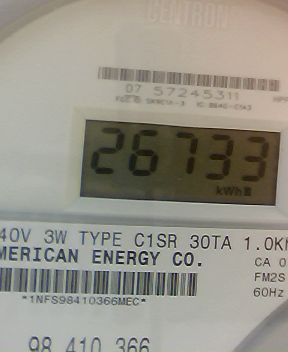 CENTRON
07 57245311
26733
kWh
40V 3W TYPE C1SR 30TA 1.0K
MERICAN ENERGY CO.
CA 0
FM2S
60Hz
*1NFS98410366MEC*
98 410 366